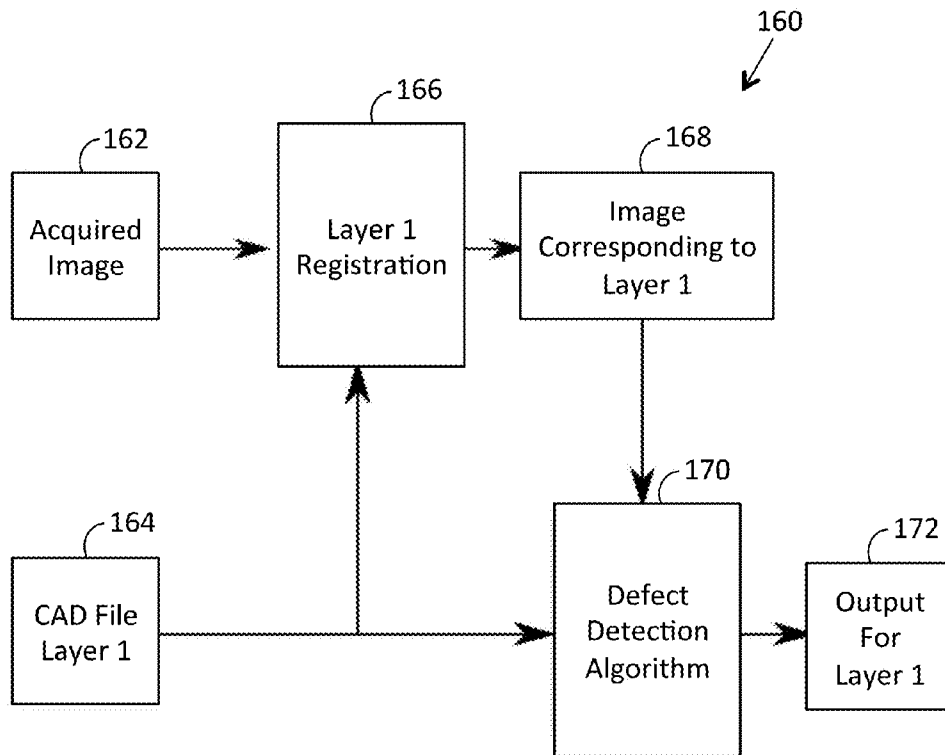 160
162
Acquired
Image
166
Layer 1
Registration
168
Image
Corresponding to
Layer 1
164
CAD File
Layer 1
170
Defect
Detection
Algorithm
172
Output
For
Layer 1